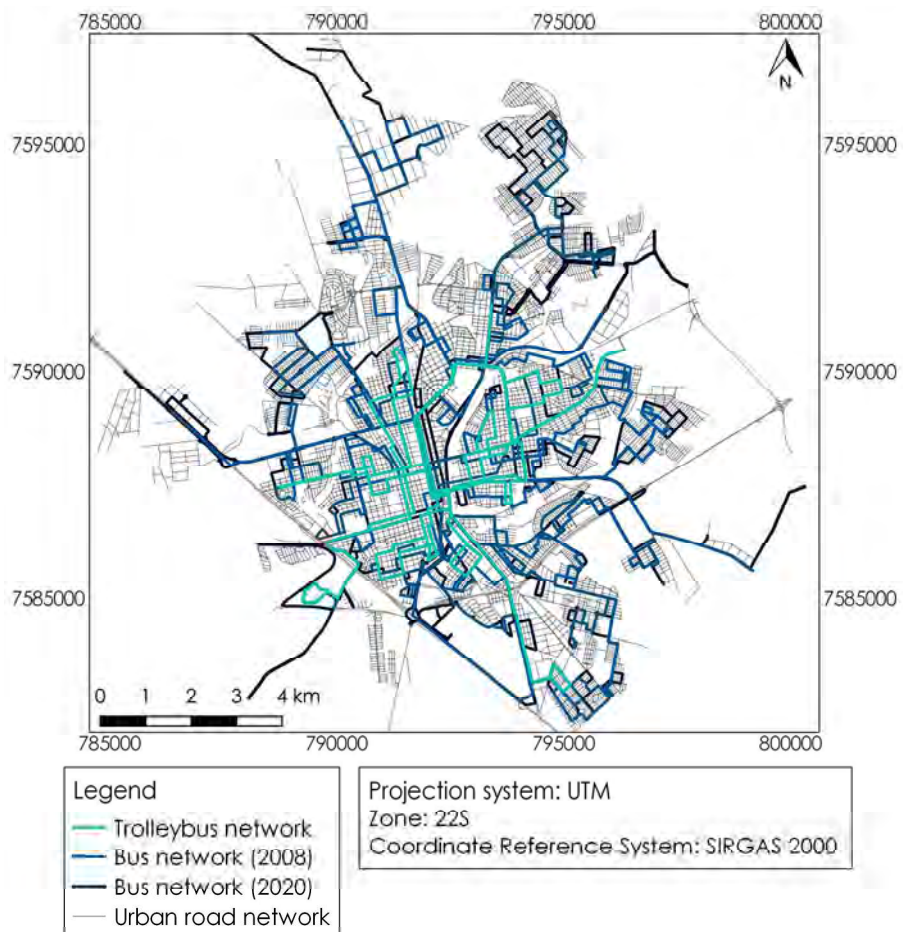 785000 790000 795000 800000
N
7595000 7595000
7590000 7590000
7585000 7585000
0 1 2 3 4 km
785000 790000 795000 800000
Legend
Trolleybus network
Bus network (2008)
Bus network (2020)
Urban road network
Projection system: UTM
Zone: 22S
Coordinate Reference System: SIRGAS 2000